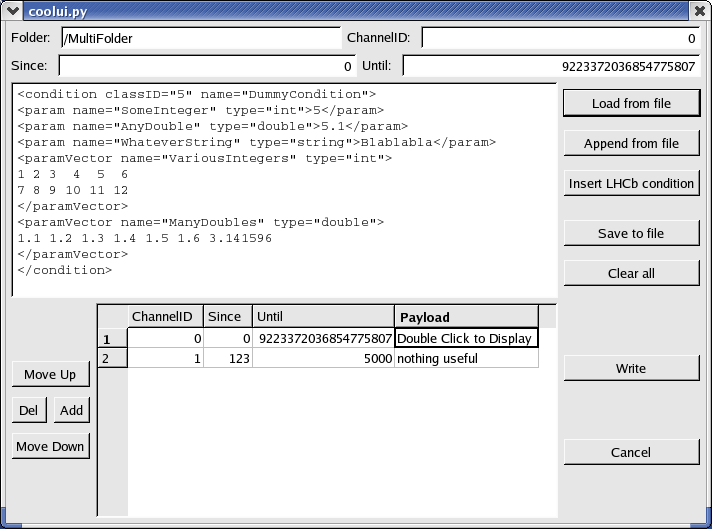 coolui.py
Folder: /MultiFolder ChannelID: 0
Since: 0 Until: 9223372036854775807
<condition classID="5" name="DummyCondition">
<param name="SomeInteger" type="int">5</param>
<param name="AnyDouble" type="double">5.1</param>
<param name="WhateverString" type="string">Blablabla</param>
<paramVector name="VariousIntegers" type="int">
1 2 3 4 5 6
7 8 9 10 11 12
</paramVector>
<paramVector name="ManyDoubles" type="double">
1.1 1.2 1.3 1.4 1.5 1.6 3.141596
</paramVector>
</condition>
Load from file
Append from file
Insert LHCb condition
Save to file
Clear all
ChannelID Since Until Payload
1 0 0 9223372036854775807 Double Click to Display
2 1 123 5000 nothing useful
Move Up
Del Add
Move Down
Write
Cancel